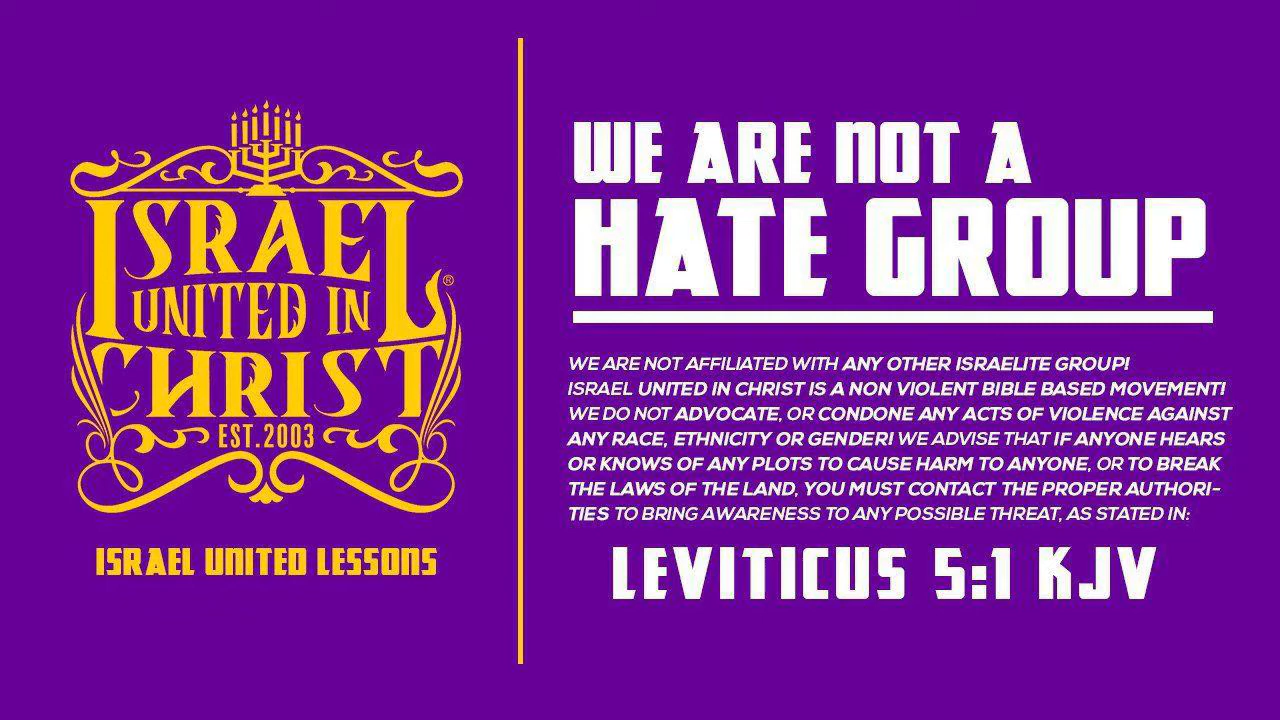 ISRAEL
UNITED IN
CHRIST
®
EST.2003
ISRAEL UNITED LESSONS
WE ARE NOT A
HATE GROUP
WE ARE NOT AFFILIATED WITH ANY OTHER ISRAELITE GROUP!
ISRAEL UNITED IN CHRIST IS A NON VIOLENT BIBLE BASED MOVEMENT!
WE DO NOT ADVOCATE, OR CONDONE ANY ACTS OF VIOLENCE AGAINST
ANY RACE, ETHNICITY OR GENDER! WE ADVISE THAT IF ANYONE HEARS
OR KNOWS OF ANY PLOTS TO CAUSE HARM TO ANYONE, OR TO BREAK
THE LAWS OF THE LAND, YOU MUST CONTACT THE PROPER AUTHORI-
TIES TO BRING AWARENESS TO ANY POSSIBLE THREAT, AS STATED IN:
LEVITICUS 5:1 KJV